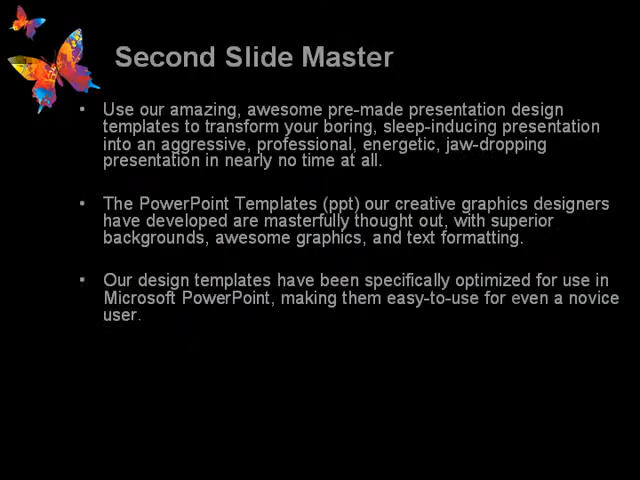 Second Slide Master
• Use our amazing, awesome pre-made presentation design
templates to transform your boring, sleep-inducing presentation
into an aggressive, professional, energetic, jaw-dropping
presentation in nearly no time at all.
• The PowerPoint Templates (ppt) our creative graphics designers
have developed are masterfully thought out, with superior
backgrounds, awesome graphics, and text formatting.
• Our design templates have been specifically optimized for use in
Microsoft PowerPoint, making them easy-to-use for even a novice
user.